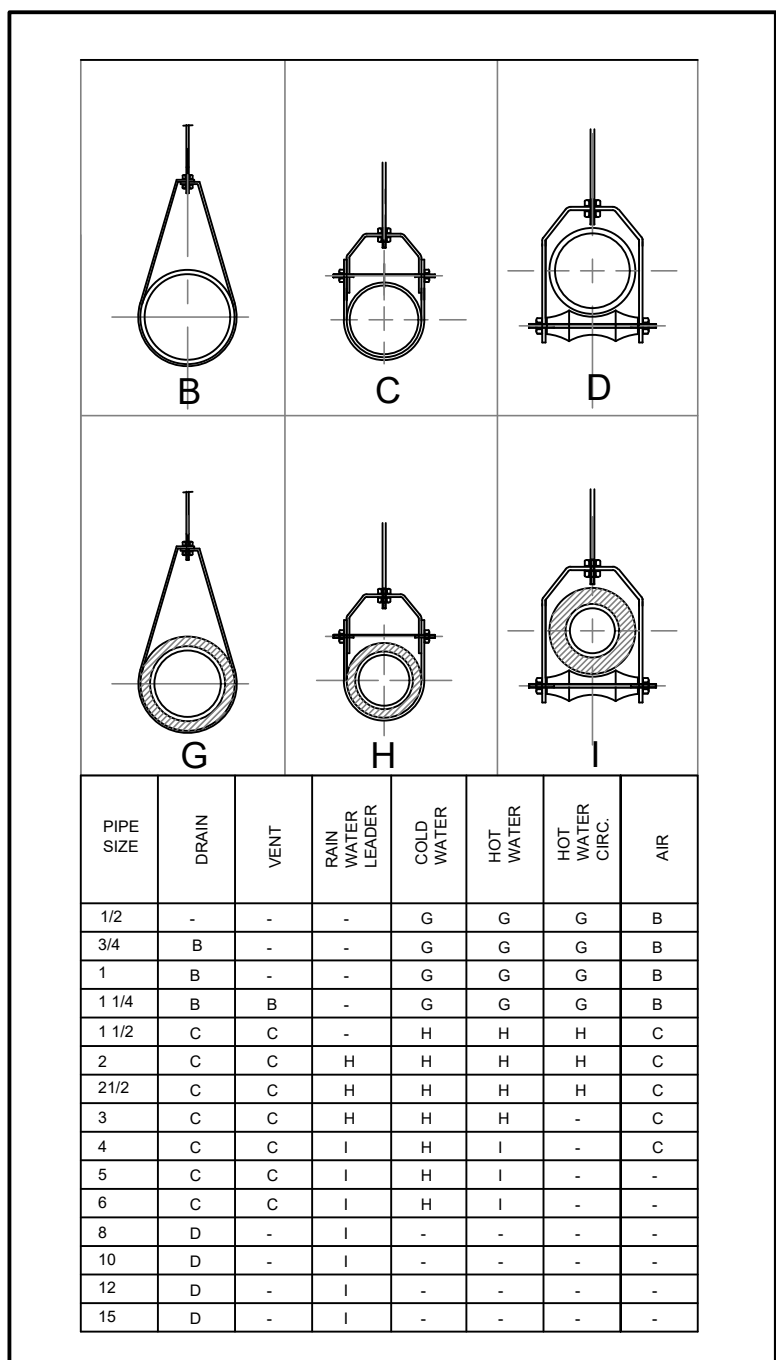 B C D
G H I
PIPE SIZE DRAIN VENT RAIN WATER LEADER COLD WATER HOT WATER HOT WATER CIRC. AIR
1/2 - - - G G G B
3/4 B - - G G G B
1 B - - G G G B
1 1/4 B B - G G G B
1 1/2 C C - H H H C
2 C C H H H H C
21/2 C C H H H H C
3 C C H H H - C
4 C C I H I - C
5 C C I H I - -
6 C C I H I - -
8 D - I - - - -
10 D - I - - - -
12 D - I - - - -
15 D - I - - - -